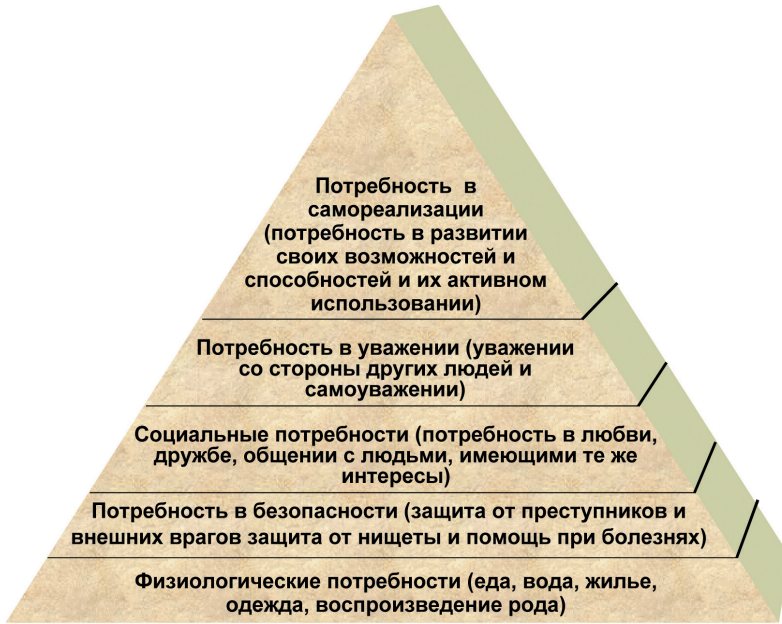 Потребность в
самореализации
(потребность в развитии
своих возможностей и
способностей и их активном
использовании)
Потребность в уважении (уважении
со стороны других людей и
самоуважении)
Социальные потребности (потребность в любви,
дружбе, общении с людьми, имеющими те же
интересы)
Потребность в безопасности (защита от преступников и
внешних врагов защита от нищеты и помощь при болезнях)
Физиологические потребности (еда, вода, жилье,
одежда, воспроизведение рода)